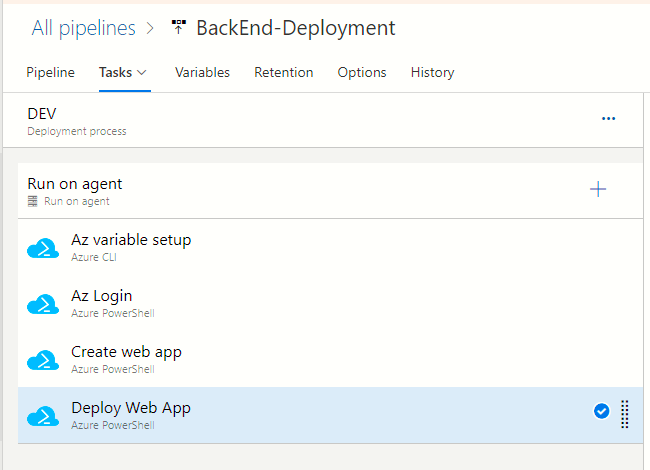 All pipelines > BackEnd-Deployment
Pipeline Tasks Variables Retention Options History
DEV
Deployment process
...
Run on agent
Run on agent
Az variable setup
Azure CLI
Az Login
Azure PowerShell
Create web app
Azure PowerShell
Deploy Web App
Azure PowerShell